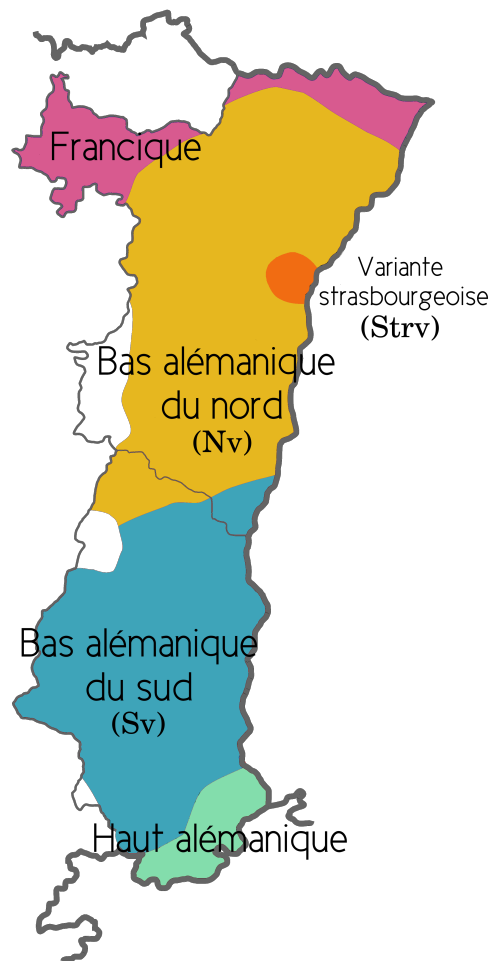 Francique
Variante
strasbourgeoise
(Strv)
Bas alémanique
du nord
(Nv)
Bas alémanique
du sud
(Sv)
Haut alémanique